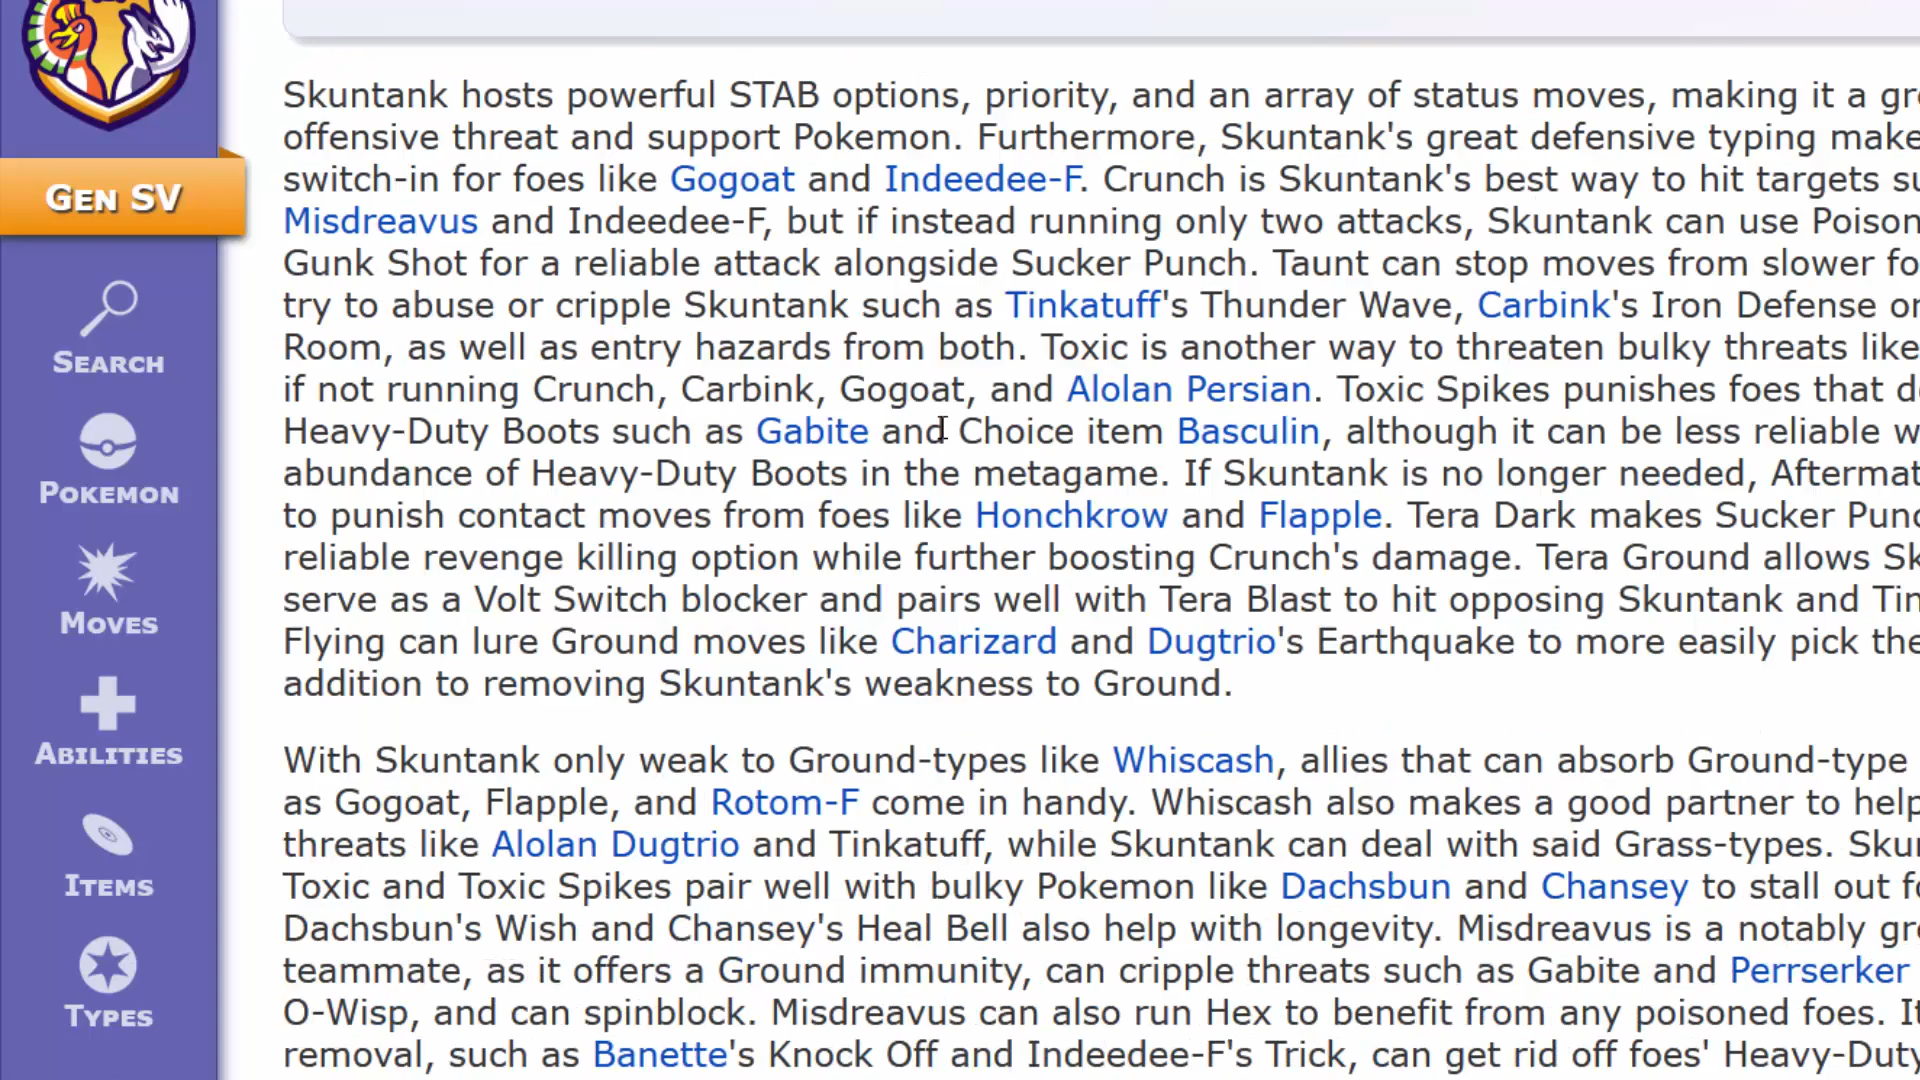 Skuntank hosts powerful STAB options, priority, and an array of status moves, making it a
offensive threat and support Pokemon. Furthermore, Skuntank's great defensive typing
switch-in for foes like Gogoat and Indeedee-F. Crunch is Skuntank's best way to hit targets
Misdreavus and Indeedee-F, but if instead running only two attacks, Skuntank can use Poison
Gunk Shot for a reliable attack alongside Sucker Punch. Taunt can stop moves from slower
try to abuse or cripple Skuntank such as Tinkatuff's Thunder Wave, Carbink's Iron Defense
Room, as well as entry hazards from both. Toxic is another way to threaten bulky threats like
if not running Crunch, Carbink, Gogoat, and Alolan Persian. Toxic Spikes punishes foes that
Heavy-Duty Boots such as Gabite and Choice item Basculin, although it can be less reliable
abundance of Heavy-Duty Boots in the metagame. If Skuntank is no longer needed,
to punish contact moves from foes like Honchkrow and Flapple. Tera Dark makes Sucker
reliable revenge killing option while further boosting Crunch's damage. Tera Ground allows
serve as a Volt Switch blocker and pairs well with Tera Blast to hit opposing Skuntank and
Flying can lure Ground moves like Charizard and Dugtrio's Earthquake to more easily pick
addition to removing Skuntank's weakness to Ground.
With Skuntank only weak to Ground-types like Whiscash, allies that can absorb Ground-type
as Gogoat, Flapple, and Rotom-F come in handy. Whiscash also makes a good partner to help
threats like Alolan Dugtrio and Tinkatuff, while Skuntank can deal with said Grass-types.
Toxic and Toxic Spikes pair well with bulky Pokemon like Dachsbun and Chansey to stall out
Dachsbun's Wish and Chansey's Heal Bell also help with longevity. Misdreavus is a notably
teammate, as it offers a Ground immunity, can cripple threats such as Gabite and Perrserker
O-Wisp, and can spinblock. Misdreavus can also run Hex to benefit from any poisoned foes.
removal, such as Banette's Knock Off and Indeedee-F's Trick, can get rid off foes' Heavy-Duty
GEN SV
SEARCH
POKEMON
MOVES
ABILITIES
ITEMS
TYPES